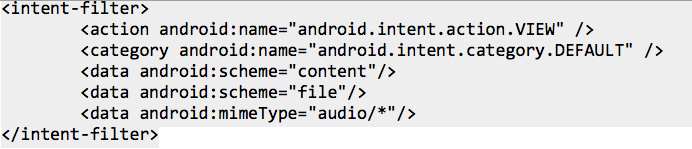 <intent-filter>
        <action android:name="android.intent.action.VIEW" />
        <category android:name="android.intent.category.DEFAULT" />
        <data android:scheme="content"/>
        <data android:scheme="file"/>
        <data android:mimeType="audio/*"/>
</intent-filter>